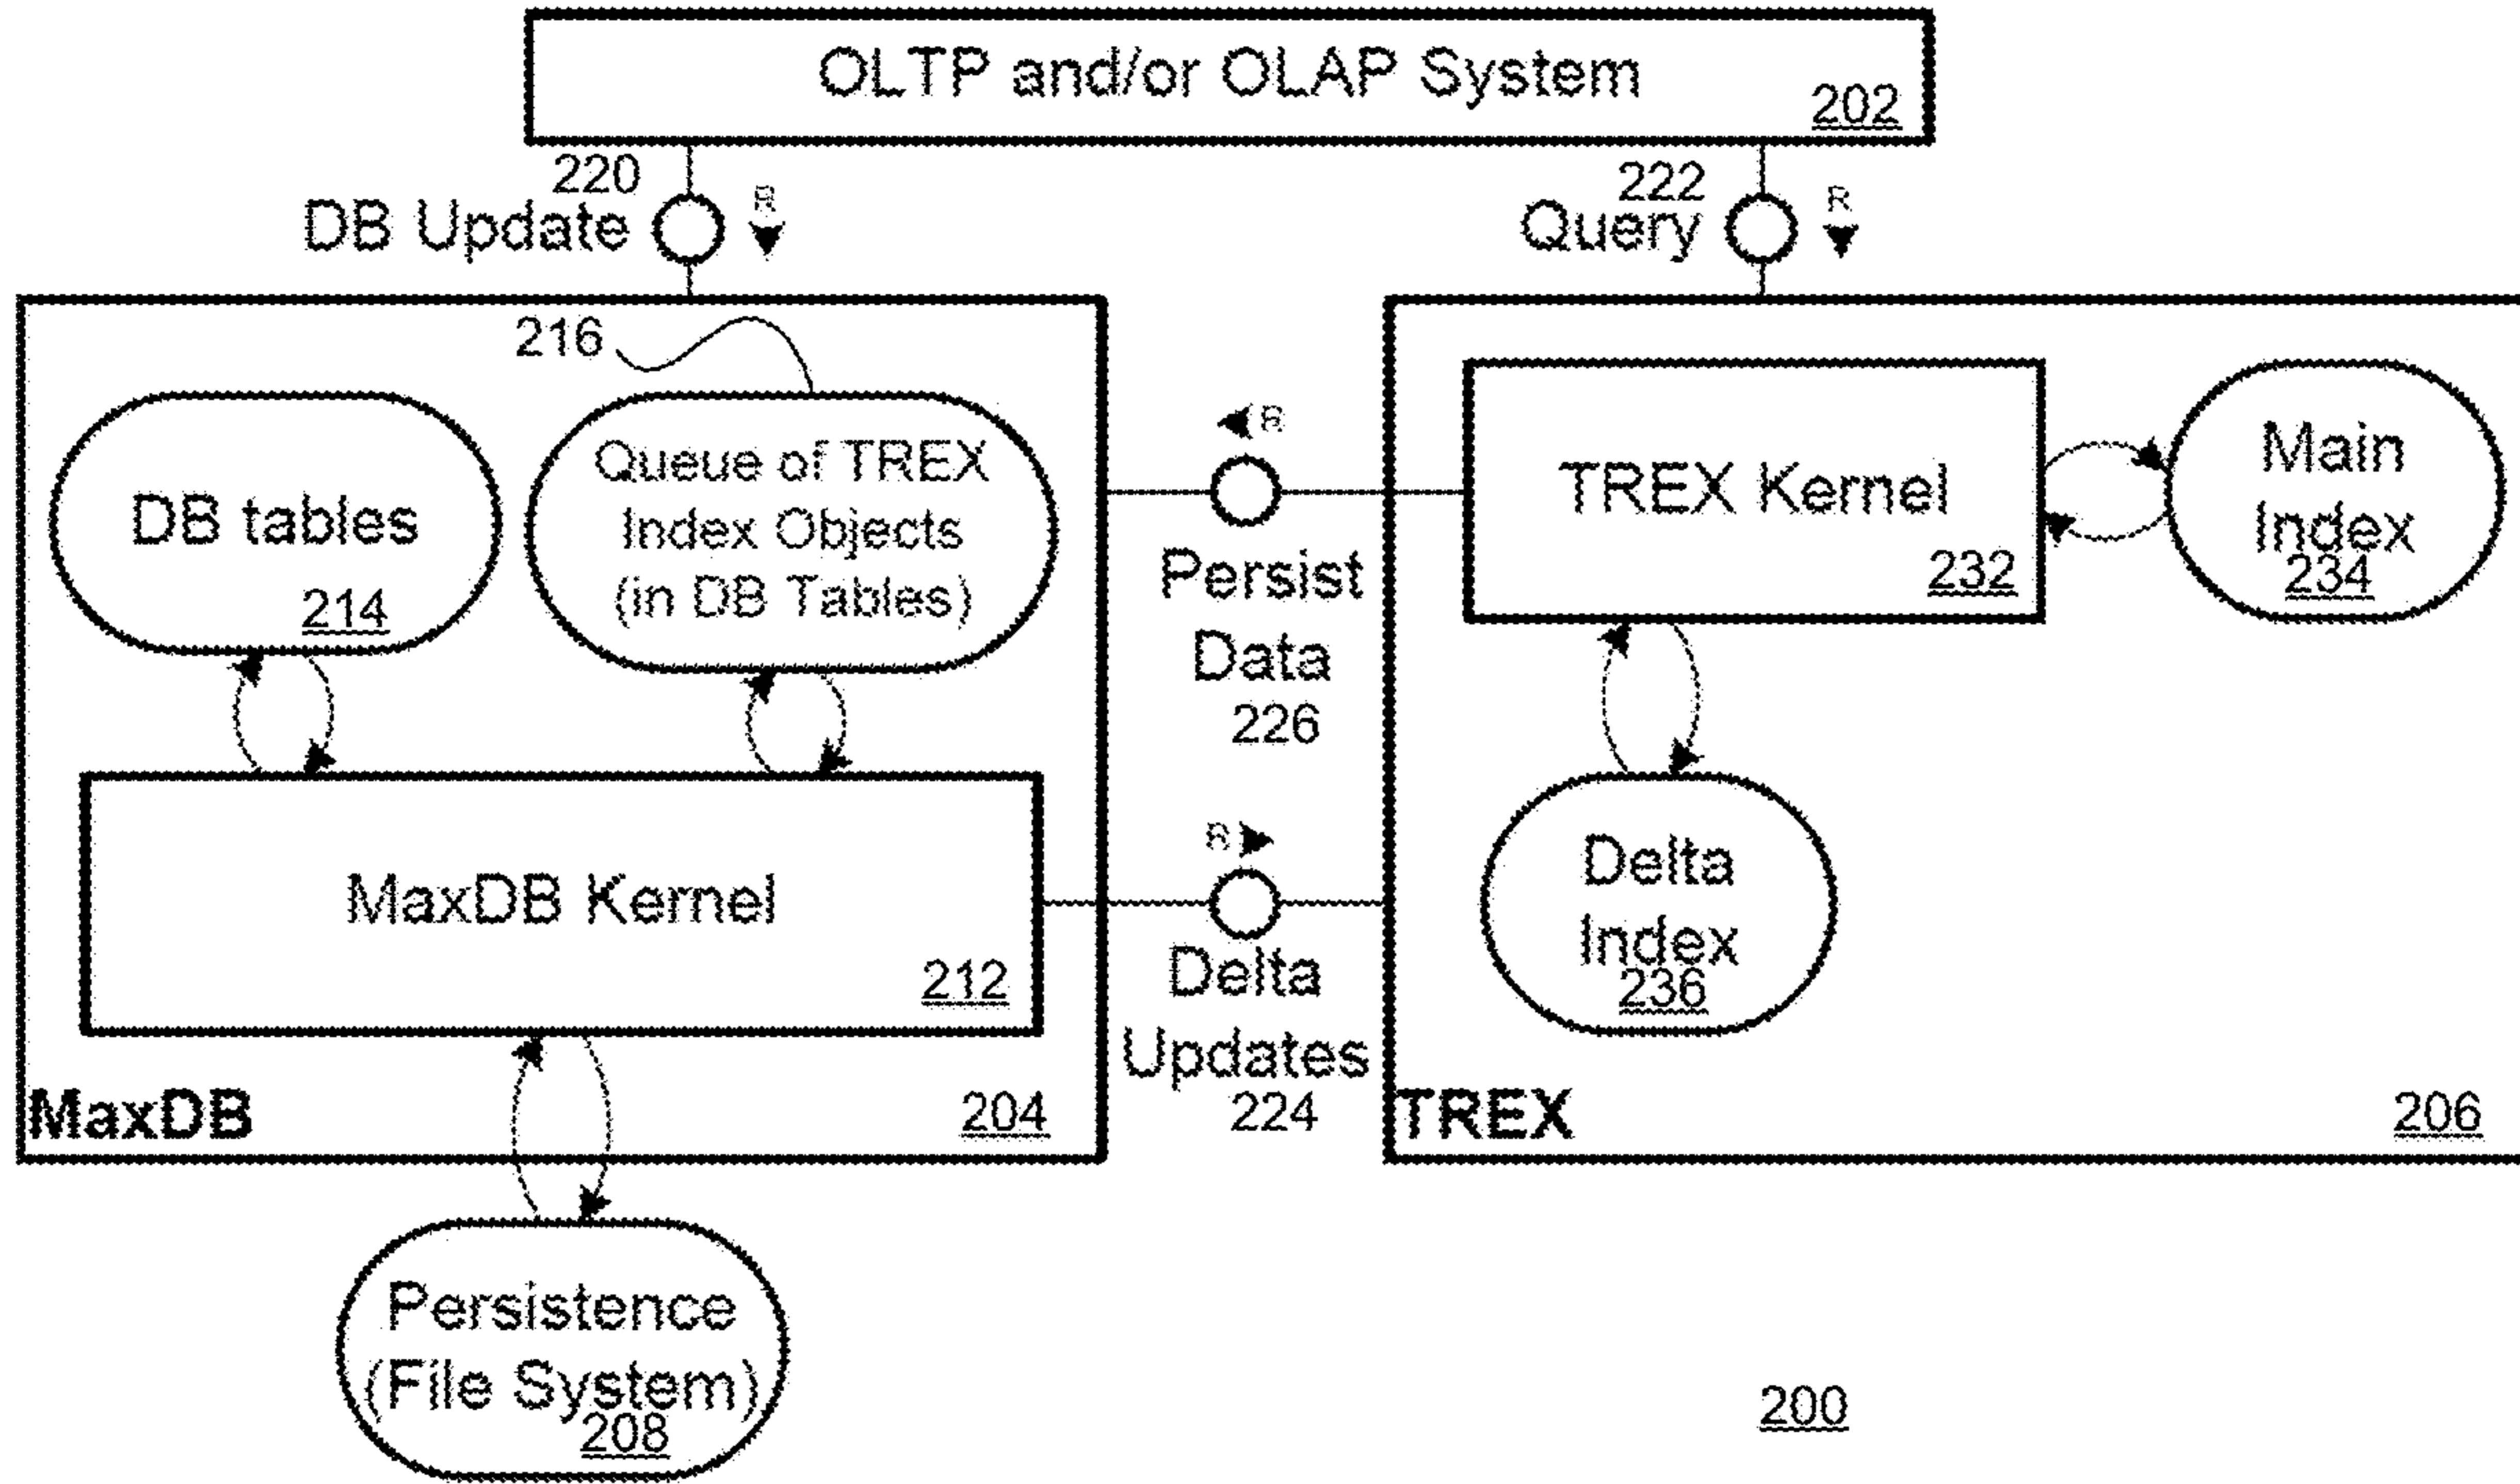 OLTP and/or OLAP System
202
220
DB Update
R
222
Query
R
216
DB tables
214
Queue of TREX
Index Objects
(in DB Tables)
MaxDB Kernel
212
MaxDB
204
R
Persist
Data
226
R
Delta
Updates
224
TREX Kernel
232
Main
Index
234
Delta
Index
236
TREX
206
Persistence
(File System)
208
200